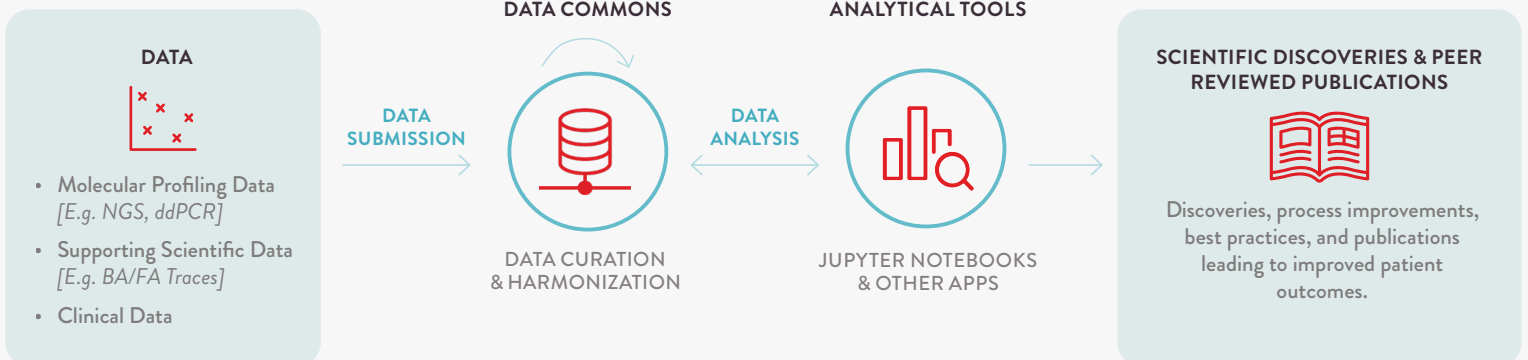 DATA
• Molecular Profiling Data
[E.g. NGS, ddPCR]
• Supporting Scientific Data
[E.g. BA/FA Traces]
• Clinical Data
DATA
SUBMISSION
DATA COMMONS
DATA CURATION
& HARMONIZATION
DATA
ANALYSIS
ANALYTICAL TOOLS
JUPYTER NOTEBOOKS
& OTHER APPS
SCIENTIFIC DISCOVERIES & PEER
REVIEWED PUBLICATIONS
Discoveries, process improvements,
best practices, and publications
leading to improved patient
outcomes.